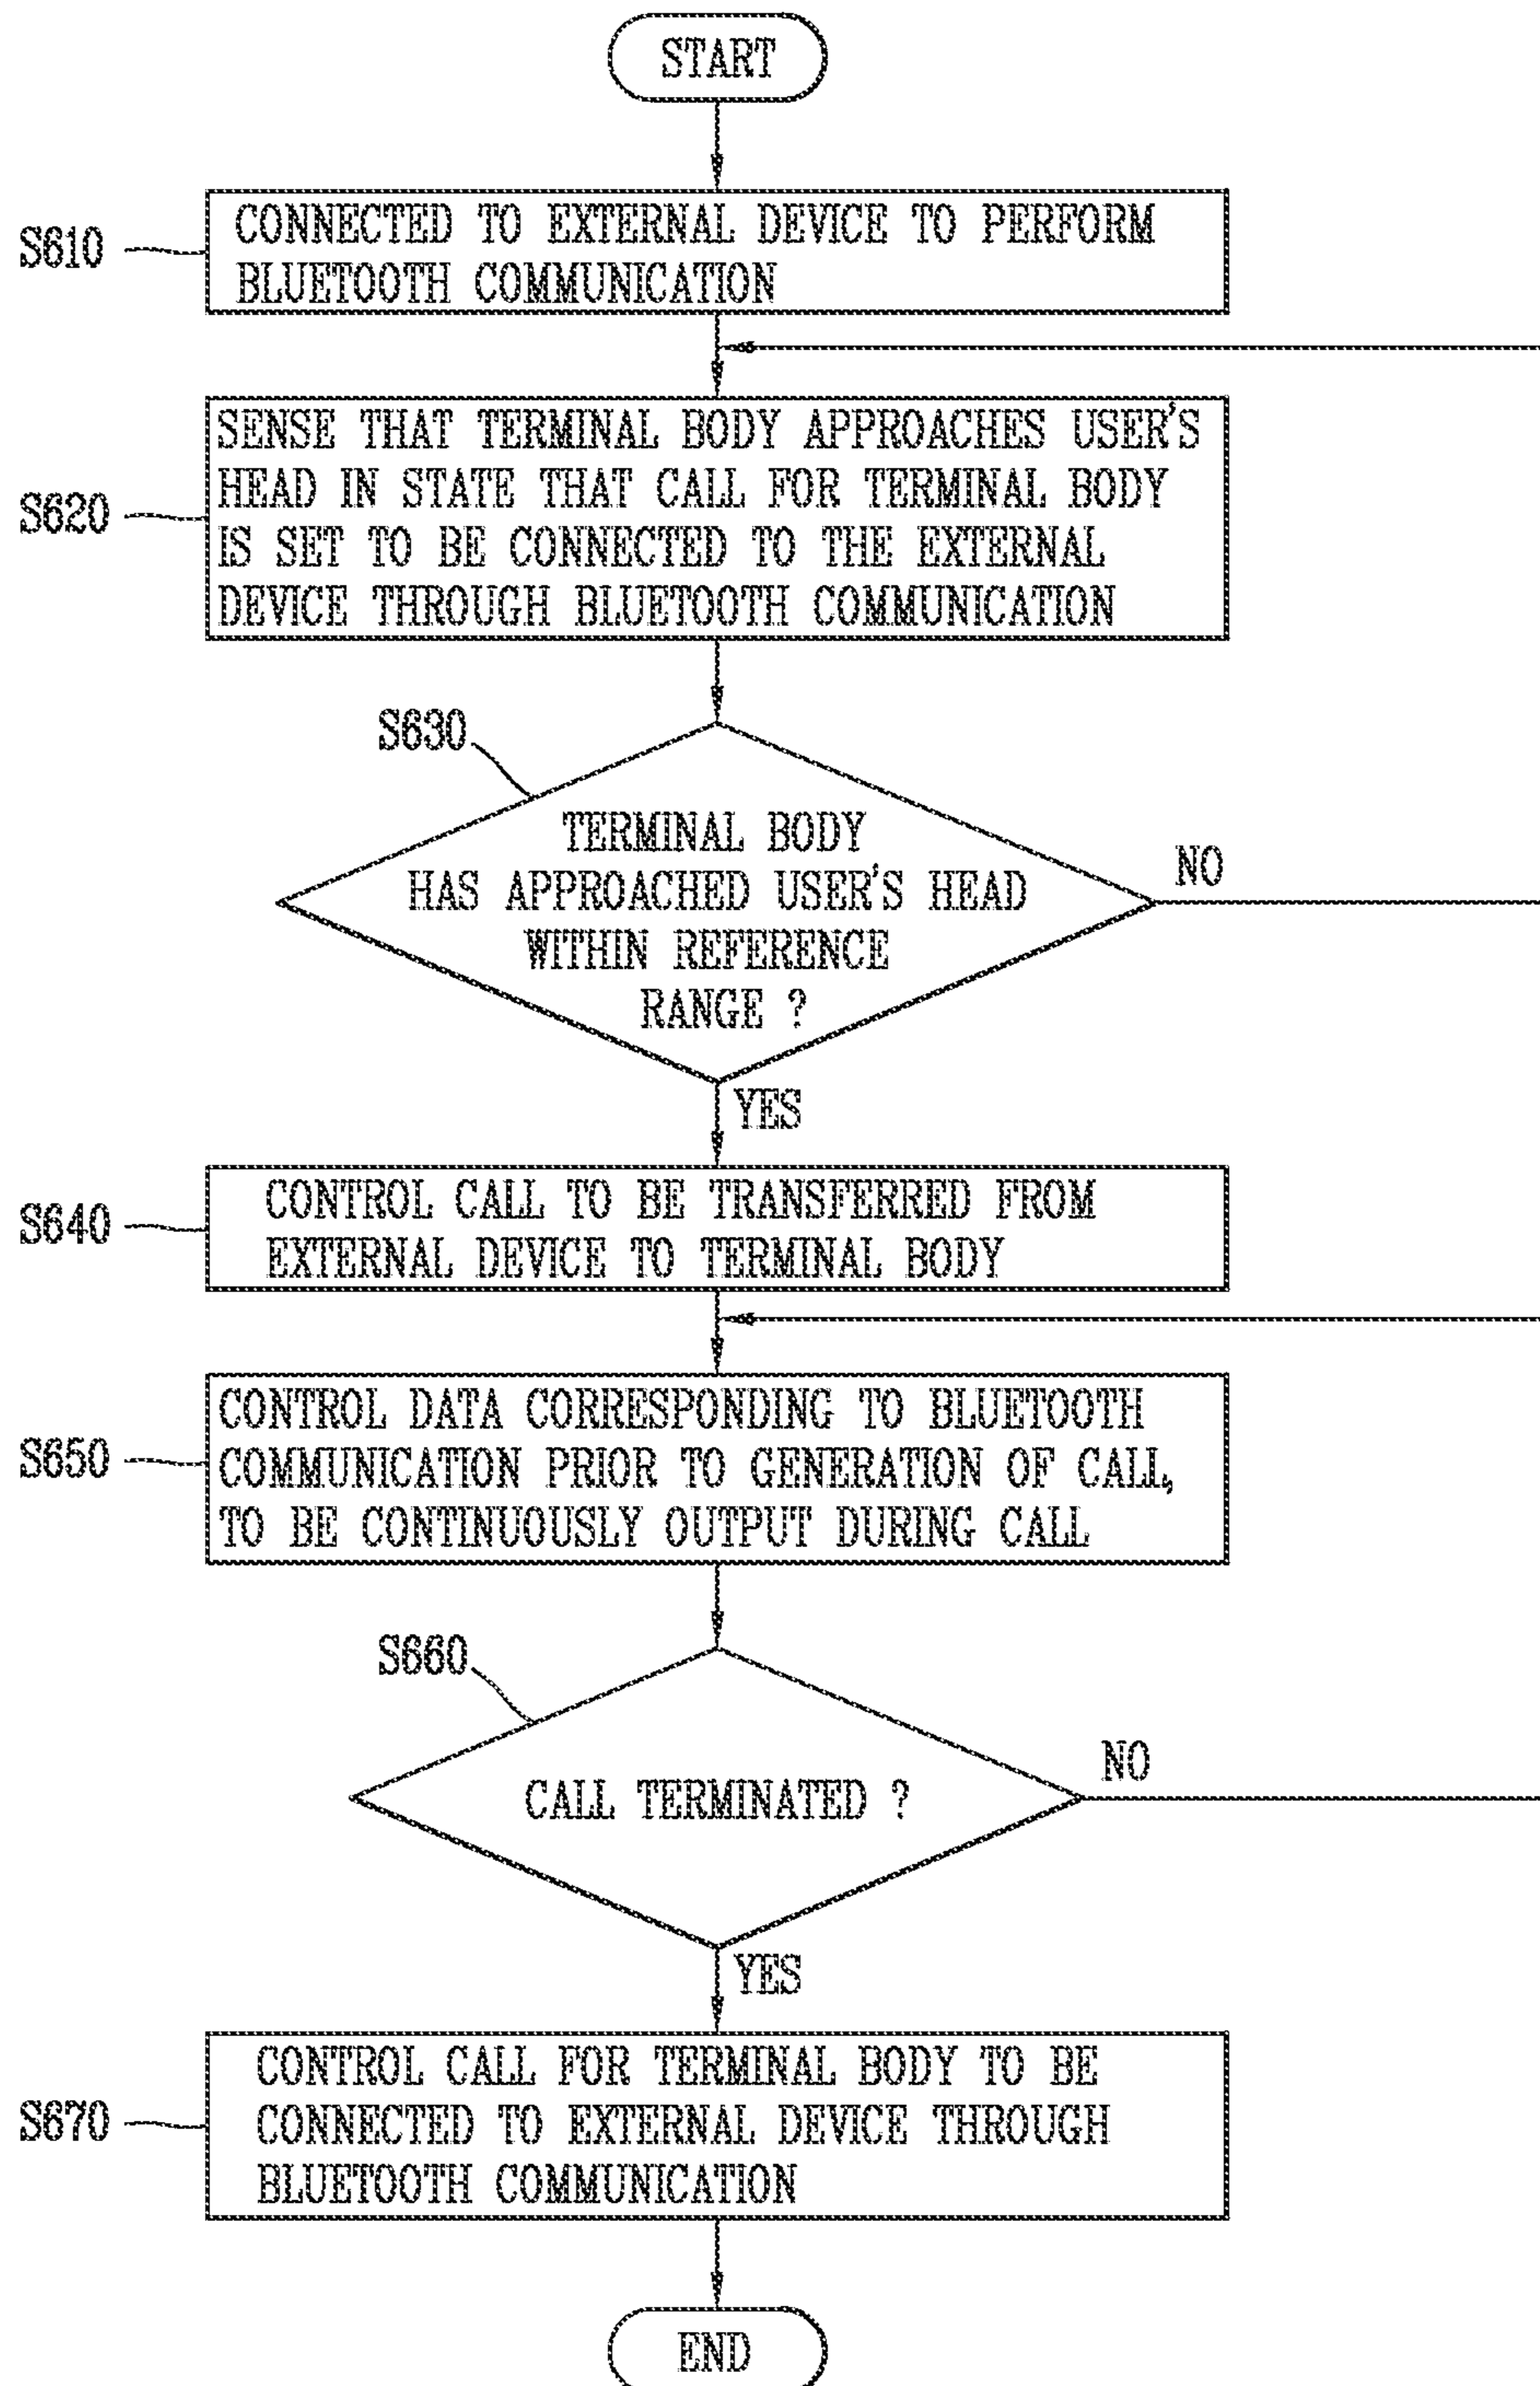 START
S610
CONNECTED TO EXTERNAL DEVICE TO PERFORM
BLUETOOTH COMMUNICATION
S620
SENSE THAT TERMINAL BODY APPROACHES USER'S
HEAD IN STATE THAT CALL FOR TERMINAL BODY
IS SET TO BE CONNECTED TO THE EXTERNAL
DEVICE THROUGH BLUETOOTH COMMUNICATION
S630
TERMINAL BODY
HAS APPROACHED USER'S HEAD
WITHIN REFERENCE
RANGE ?
NO
YES
S640
CONTROL CALL TO BE TRANSFERRED FROM
EXTERNAL DEVICE TO TERMINAL BODY
S650
CONTROL DATA CORRESPONDING TO BLUETOOTH
COMMUNICATION PRIOR TO GENERATION OF CALL,
TO BE CONTINUOUSLY OUTPUT DURING CALL
S660
CALL TERMINATED ?
NO
YES
S670
CONTROL CALL FOR TERMINAL BODY TO BE
CONNECTED TO EXTERNAL DEVICE THROUGH
BLUETOOTH COMMUNICATION
END